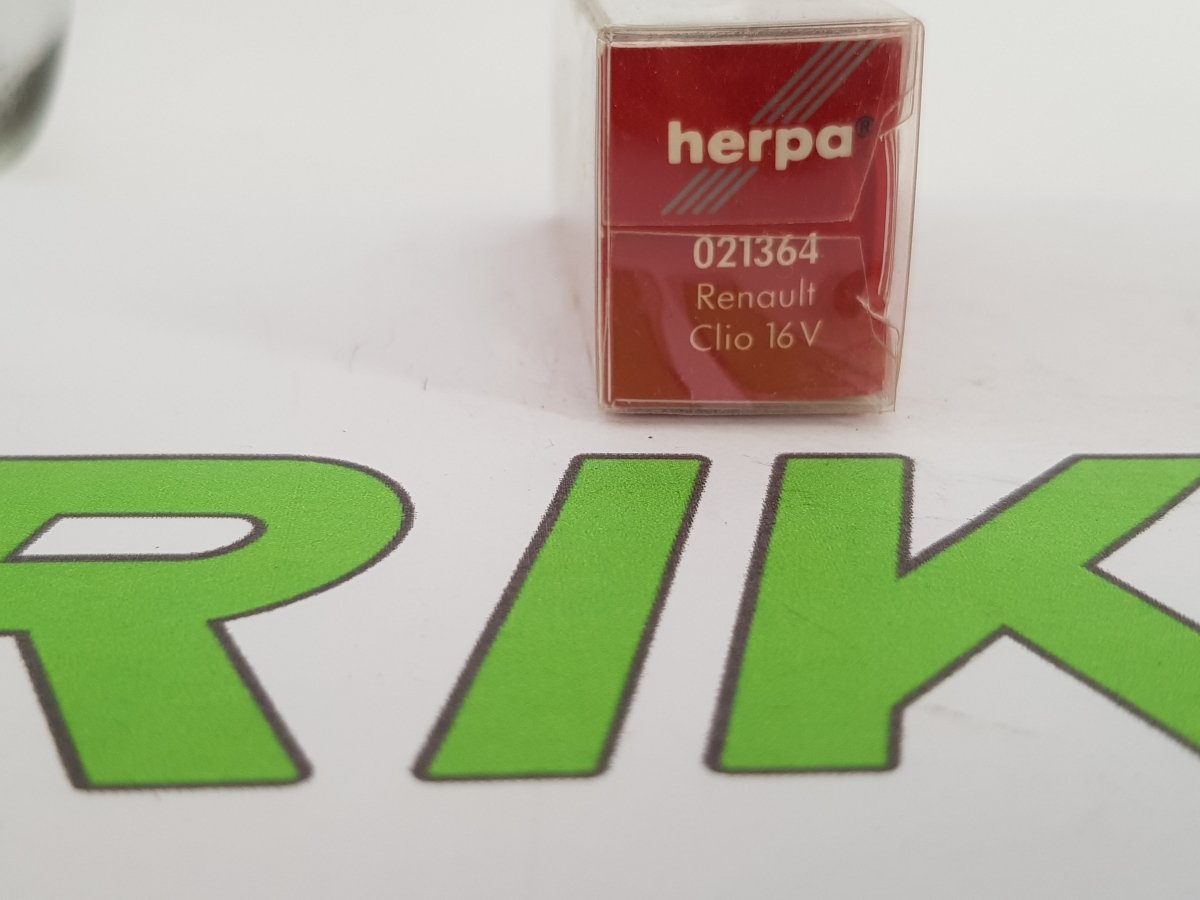 herpa®
021364
Renault
Clio 16V
RIK